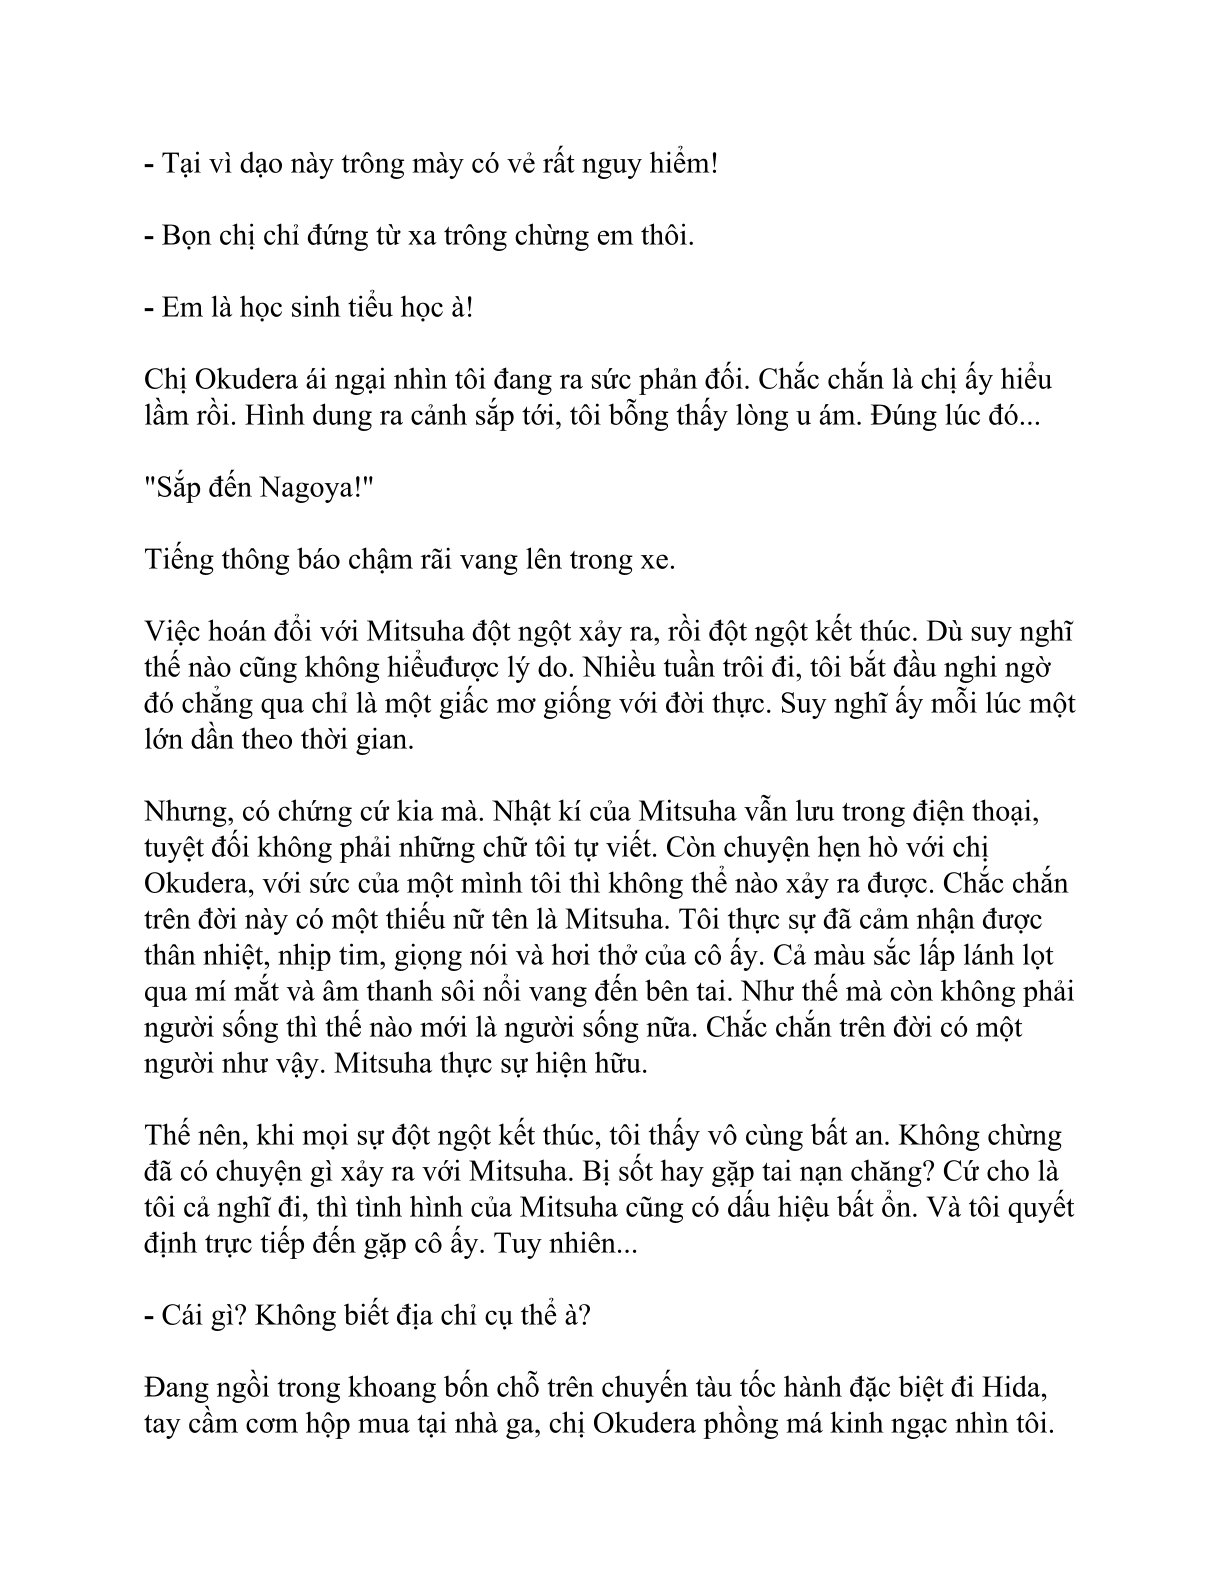 - Tại vì dạo này trông mày có vẻ rất nguy hiểm!
- Bọn chị chỉ đứng từ xa trông chừng em thôi.
- Em là học sinh tiểu học à!
Chị Okudera ái ngại nhìn tôi đang ra sức phản đối. Chắc chắn là chị ấy hiểu
lầm rồi. Hình dung ra cảnh sắp tới, tôi bỗng thấy lòng u ám. Đúng lúc đó...
"Sắp đến Nagoya!"
Tiếng thông báo chậm rãi vang lên trong xe.
Việc hoán đổi với Mitsuha đột ngột xảy ra, rồi đột ngột kết thúc. Dù suy nghĩ
thế nào cũng không hiểuđược lý do. Nhiều tuần trôi đi, tôi bắt đầu nghi ngờ
đó chẳng qua chỉ là một giấc mơ giống với đời thực. Suy nghĩ ấy mỗi lúc một
lớn dần theo thời gian.
Nhưng, có chứng cứ kia mà. Nhật kí của Mitsuha vẫn lưu trong điện thoại,
tuyệt đối không phải những chữ tôi tự viết. Còn chuyện hẹn hò với chị
Okudera, với sức của một mình tôi thì không thể nào xảy ra được. Chắc chắn
trên đời này có một thiếu nữ tên là Mitsuha. Tôi thực sự đã cảm nhận được
thân nhiệt, nhịp tim, giọng nói và hơi thở của cô ấy. Cả màu sắc lấp lánh lọt
qua mí mắt và âm thanh sôi nổi vang đến bên tai. Như thế mà còn không phải
người sống thì thế nào mới là người sống nữa. Chắc chắn trên đời có một
người như vậy. Mitsuha thực sự hiện hữu.
Thế nên, khi mọi sự đột ngột kết thúc, tôi thấy vô cùng bất an. Không chừng
đã có chuyện gì xảy ra với Mitsuha. Bị sốt hay gặp tai nạn chăng? Cứ cho là
tôi cả nghĩ đi, thì tình hình của Mitsuha cũng có dấu hiệu bất ổn. Và tôi quyết
định trực tiếp đến gặp cô ấy. Tuy nhiên...
- Cái gì? Không biết địa chỉ cụ thể à?
Đang ngồi trong khoang bốn chỗ trên chuyến tàu tốc hành đặc biệt đi Hida,
tay cầm cơm hộp mua tại nhà ga, chị Okudera phồng má kinh ngạc nhìn tôi.